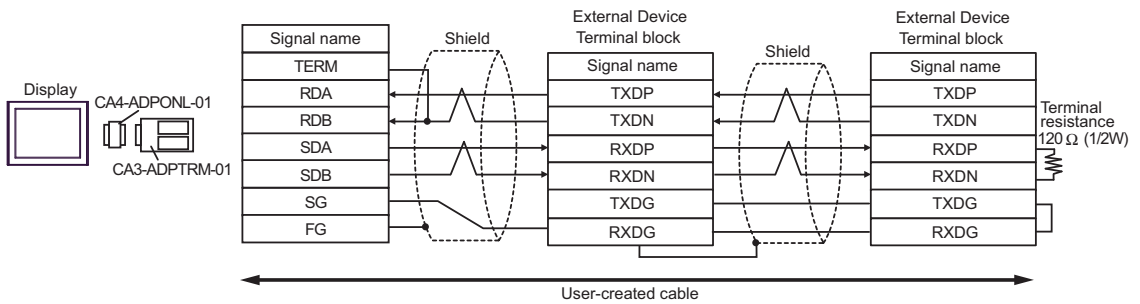 Display
CA4-ADPONL-01
CA3-ADPTRM-01
Signal name
TERM
RDA
RDB
SDA
SDB
SG
FG
Shield
External Device
Terminal block
Signal name
TXDP
TXDN
RXDP
RXDN
TXDG
RXDG
Shield
External Device
Terminal block
Signal name
TXDP
TXDN
RXDP
RXDN
TXDG
RXDG
Terminal
resistance
120 Ω (1/2W)
User-created cable